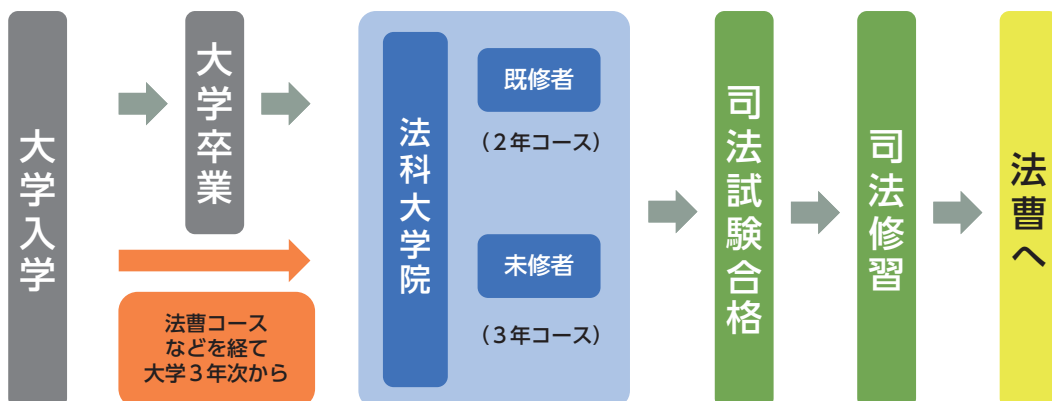 大学入学
大学卒業
法曹コース
などを経て
大学３年次から
法科大学院
既修者
（２年コース）
未修者
（３年コース）
司法試験合格
司法修習
法曹へ